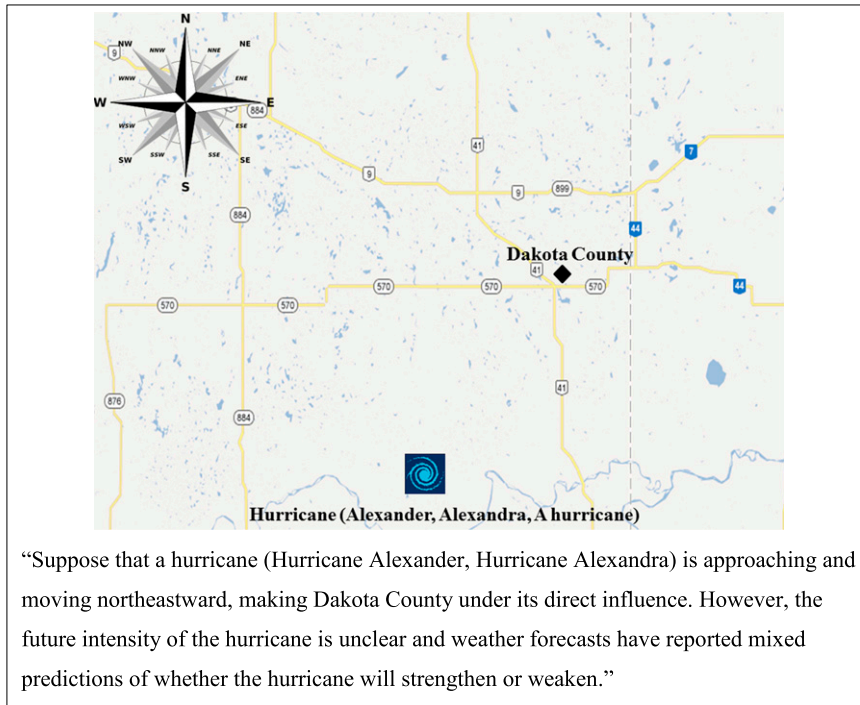 N
NW
NNW
NNE
NE
9
WNW
ENE
W
E
884
WSW
ESE
41
7
SW
SSW
SSE
SE
9
S
9
899
884
44
Dakota County
41
570
570
570
44
570
570
876
884
41
Hurricane (Alexander, Alexandra, A hurricane)
“Suppose that a hurricane (Hurricane Alexander, Hurricane Alexandra) is approaching and
moving northeastward, making Dakota County under its direct influence. However, the
future intensity of the hurricane is unclear and weather forecasts have reported mixed
predictions of whether the hurricane will strengthen or weaken.”